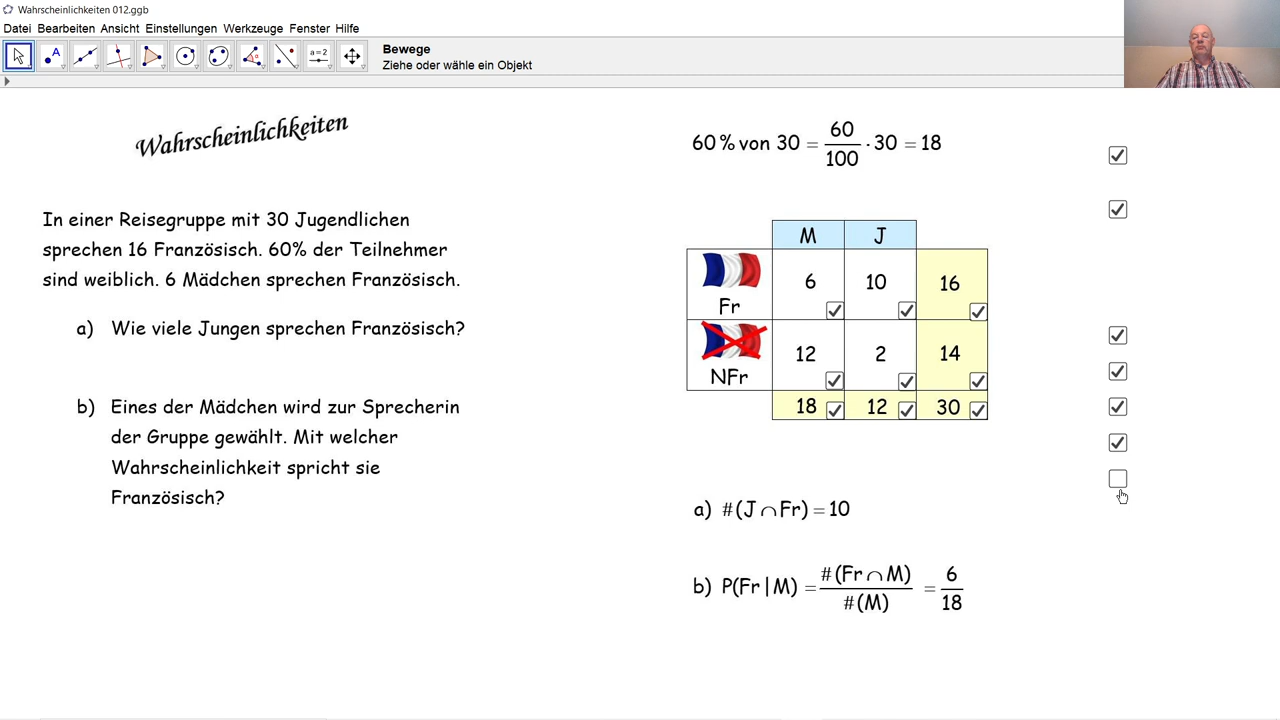 Wahrscheinlichkeiten 012.ggb
Datei Bearbeiten Ansicht Einstellungen Werkzeuge Fenster Hilfe
A
a=2
Bewege
Ziehe oder wähle ein Objekt
Wahrscheinlichkeiten
In einer Reisegruppe mit 30 Jugendlichen
sprechen 16 Französisch. 60% der Teilnehmer
sind weiblich. 6 Mädchen sprechen Französisch.
a) Wie viele Jungen sprechen Französisch?
b) Eines der Mädchen wird zur Sprecherin
der Gruppe gewählt. Mit welcher
Wahrscheinlichkeit spricht sie
Französisch?
60 % von 30 = 60/100 · 30 = 18
M J
Fr 6 10 16
NFr 12 2 14
18 12 30
a) #(J ∩ Fr) = 10
b) P(Fr | M) = #(Fr ∩ M)/#(M) = 6/18